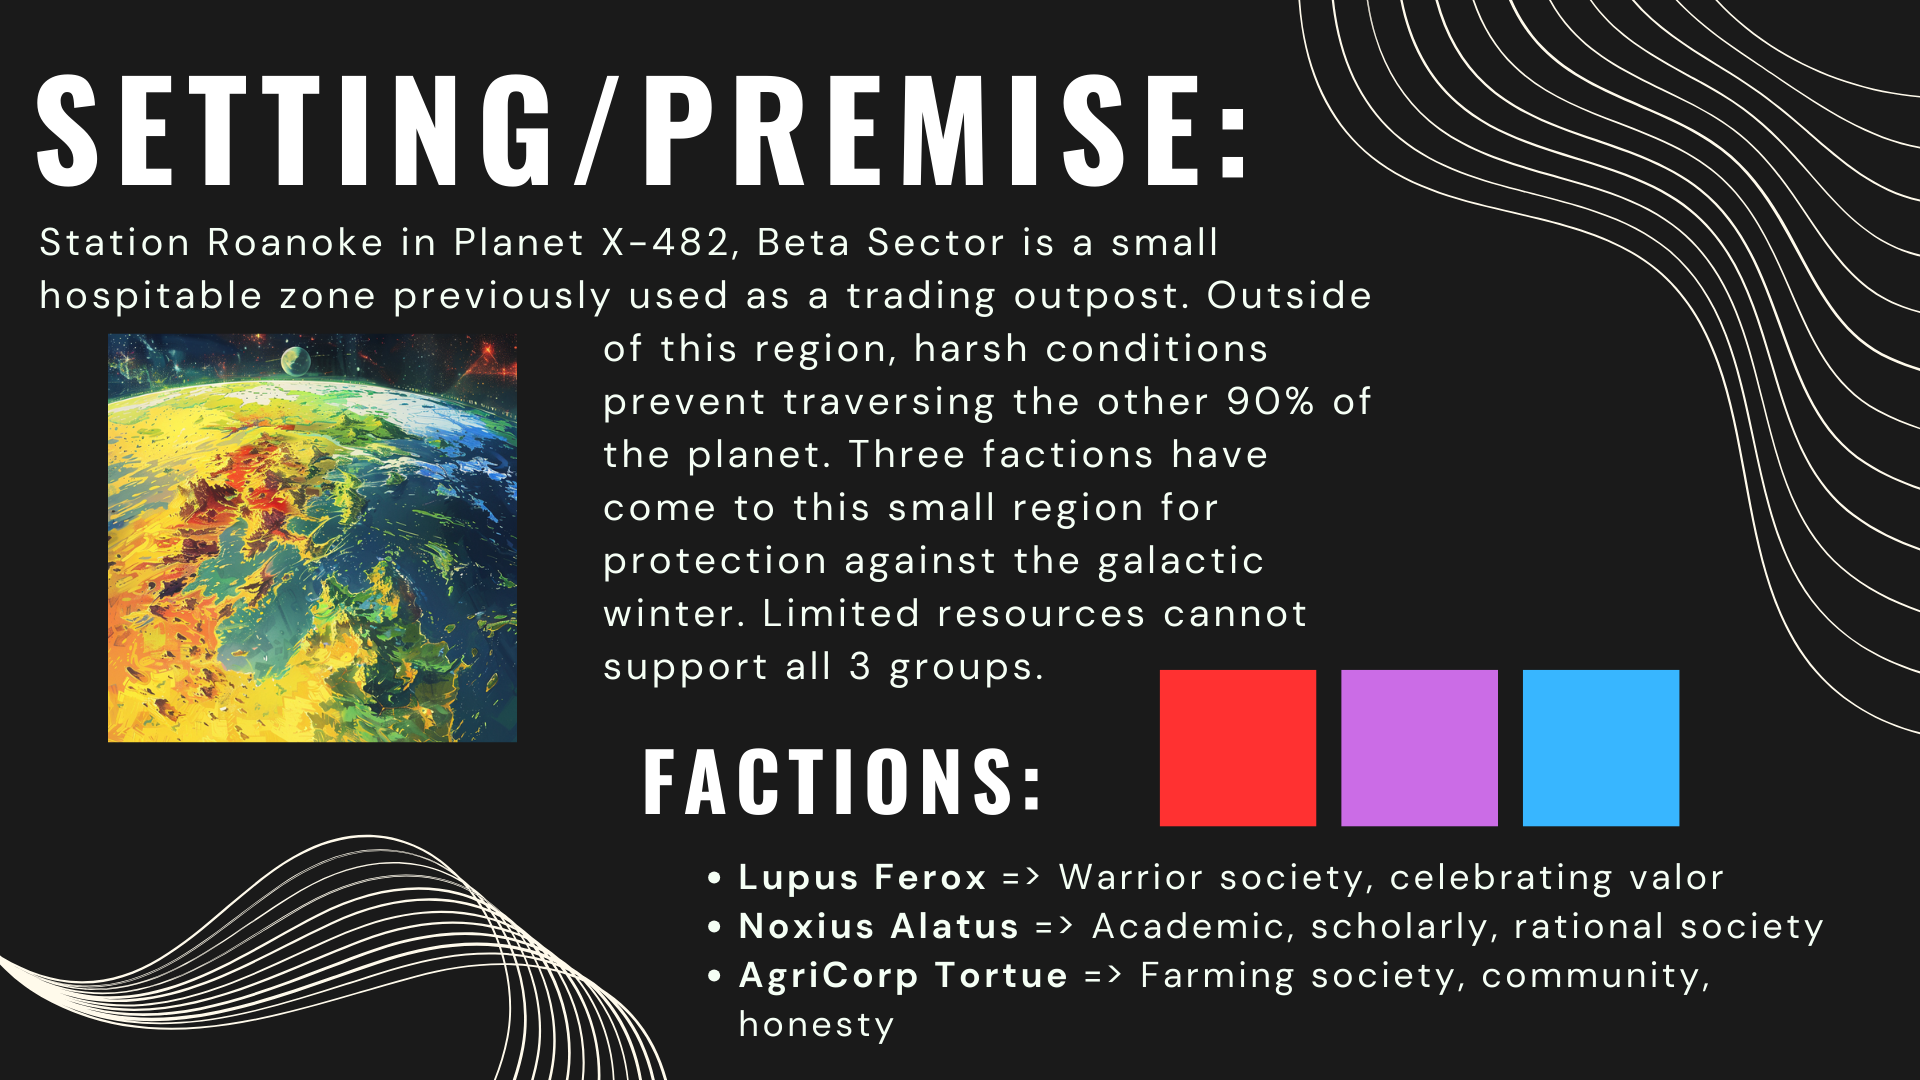 SETTING/PREMISE:
Station Roanoke in Planet X-482, Beta Sector is a small
hospitable zone previously used as a trading outpost. Outside
of this region, harsh conditions
prevent traversing the other 90% of
the planet. Three factions have
come to this small region for
protection against the galactic
winter. Limited resources cannot
support all 3 groups.
FACTIONS:
• Lupus Ferox => Warrior society, celebrating valor
• Noxius Alatus => Academic, scholarly, rational society
• AgriCorp Tortue => Farming society, community,
honesty